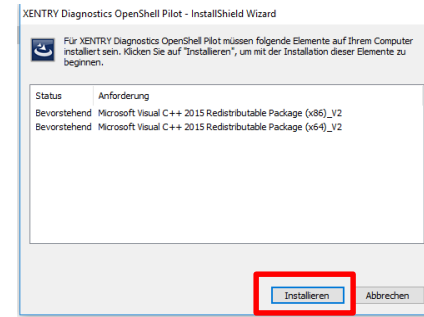 XENTRY Diagnostics OpenShell Pilot - InstallShield Wizard
Für XENTRY Diagnostics OpenShell Pilot müssen folgende Elemente auf Ihrem Computer
installiert sein. Klicken Sie auf "Installieren", um mit der Installation dieser Elemente zu
beginnen.
Status Anforderung
Bevorstehend Microsoft Visual C++ 2015 Redistributable Package (x86)_V2
Bevorstehend Microsoft Visual C++ 2015 Redistributable Package (x64)_V2
Installieren Abbrechen